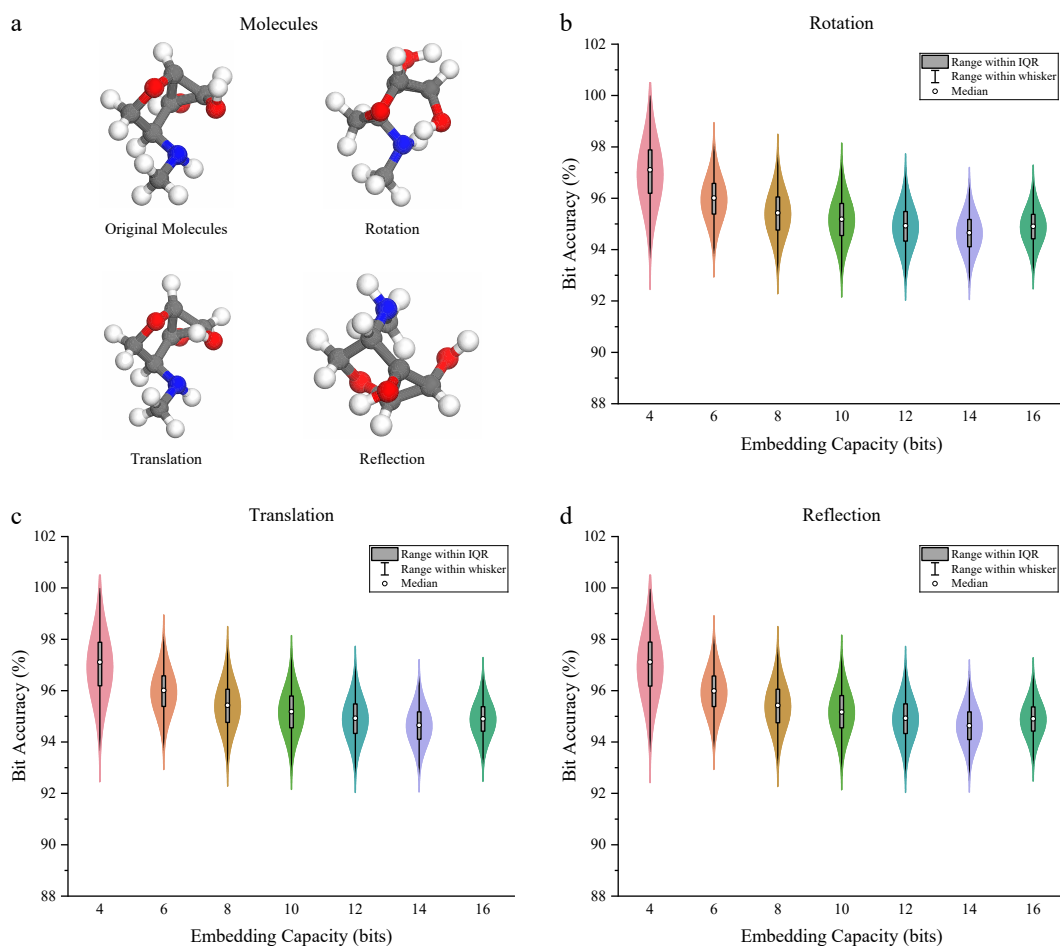 a
Molecules
Original Molecules
Rotation
Translation
Reflection
b
Rotation
Range within IQR
Range within whisker
Median
Bit Accuracy (%)
102
100
98
96
94
92
90
88
4 6 8 10 12 14 16
Embedding Capacity (bits)
c
Translation
Range within IQR
Range within whisker
Median
Bit Accuracy (%)
102
100
98
96
94
92
90
88
4 6 8 10 12 14 16
Embedding Capacity (bits)
d
Reflection
Range within IQR
Range within whisker
Median
Bit Accuracy (%)
102
100
98
96
94
92
90
88
4 6 8 10 12 14 16
Embedding Capacity (bits)